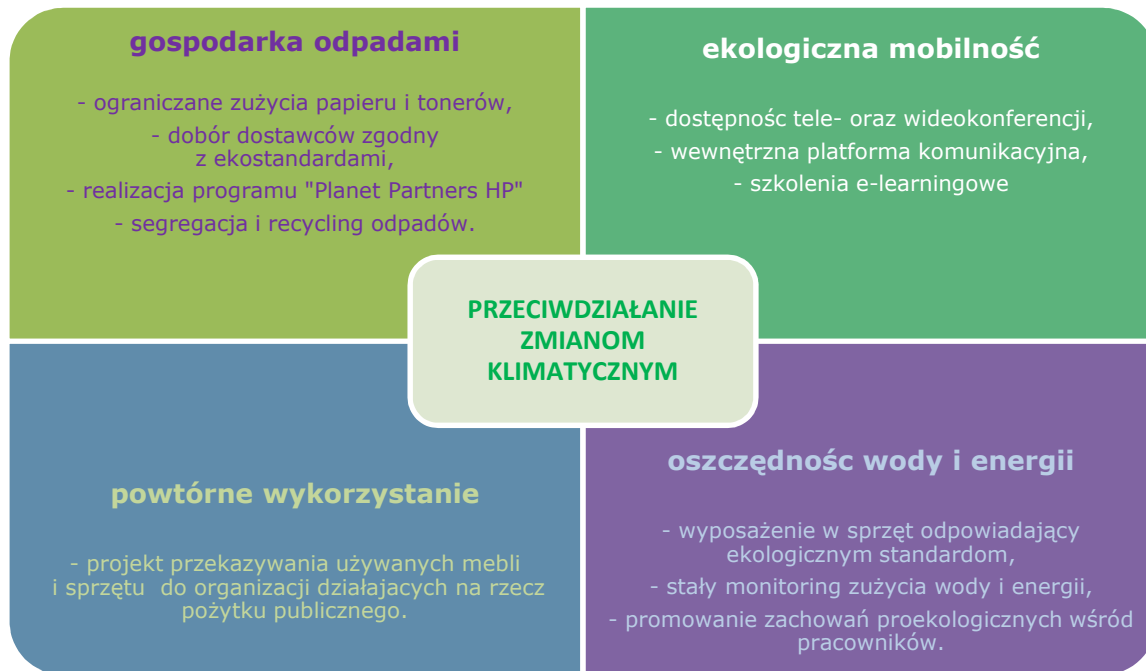 gospodarka odpadami
- ograniczane zużycia papieru i tonerów,
- dobór dostawców zgodny
z ekostandardami,
- realizacja programu "Planet Partners HP"
- segregacja i recycling odpadów.
ekologiczna mobilność
- dostępnośc tele- oraz wideokonferencji,
- wewnętrzna platforma komunikacyjna,
- szkolenia e-learningowe
PRZECIWDZIAŁANIE
ZMIANOM
KLIMATYCZNYM
powtórne wykorzystanie
- projekt przekazywania używanych mebli
i sprzętu do organizacji działajacych na rzecz
pożytku publicznego.
oszczędnośc wody i energii
- wyposażenie w sprzęt odpowiadający
ekologicznym standardom,
- stały monitoring zużycia wody i energii,
- promowanie zachowań proekologicznych wśród
pracowników.